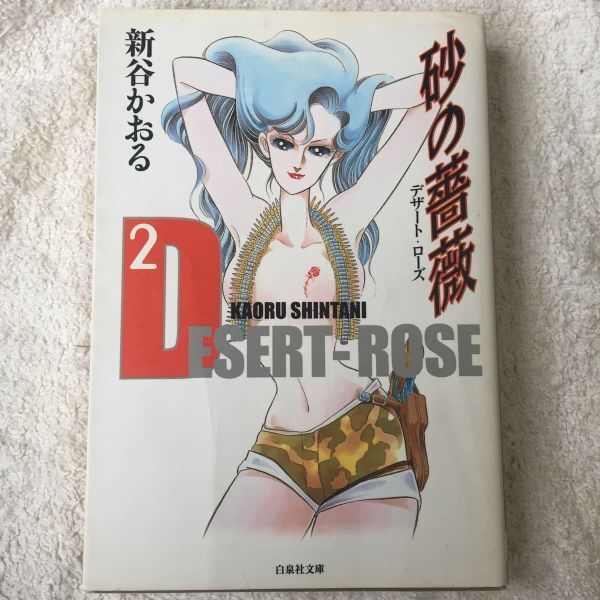 新谷かおる
砂の薔薇
デザート・ローズ
2
KAORU SHINTANI
DESERT-ROSE
白泉社文庫